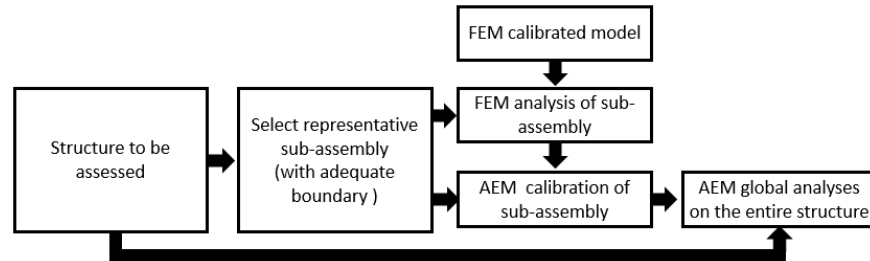 FEM calibrated model
Structure to be
assessed
Select representative
sub-assembly
(with adequate
boundary )
FEM analysis of sub-
assembly
AEM calibration of
sub-assembly
AEM global analyses
on the entire structure